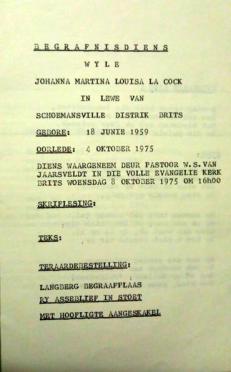 BEGRAFNISDIENS
WYLE
JOHANNA MARTINA LOUISA LA COCK
IN LEWE VAN
SCHOEMANSVILLE DISTRIK BRITS
GEBORE: 18 JUNIE 1959
OORLEDE: 4 OKTOBER 1975
DIENS WAARGENEEM DEUR PASTOOR W.S.VAN
JAARSVELDT IN DIE VOLLE EVANGELIE KERK
BRITS WOENSDAG 8 OKTOBER 1975 OM 16h00
SKRIFLESING:
TEKS:
TERAARDEBESTELLING:
LANGBERG BEGRAAFPLAAS
RY ASSEBLIEF IN STOET
MET HOOFLIGTE AANGESKAKEL